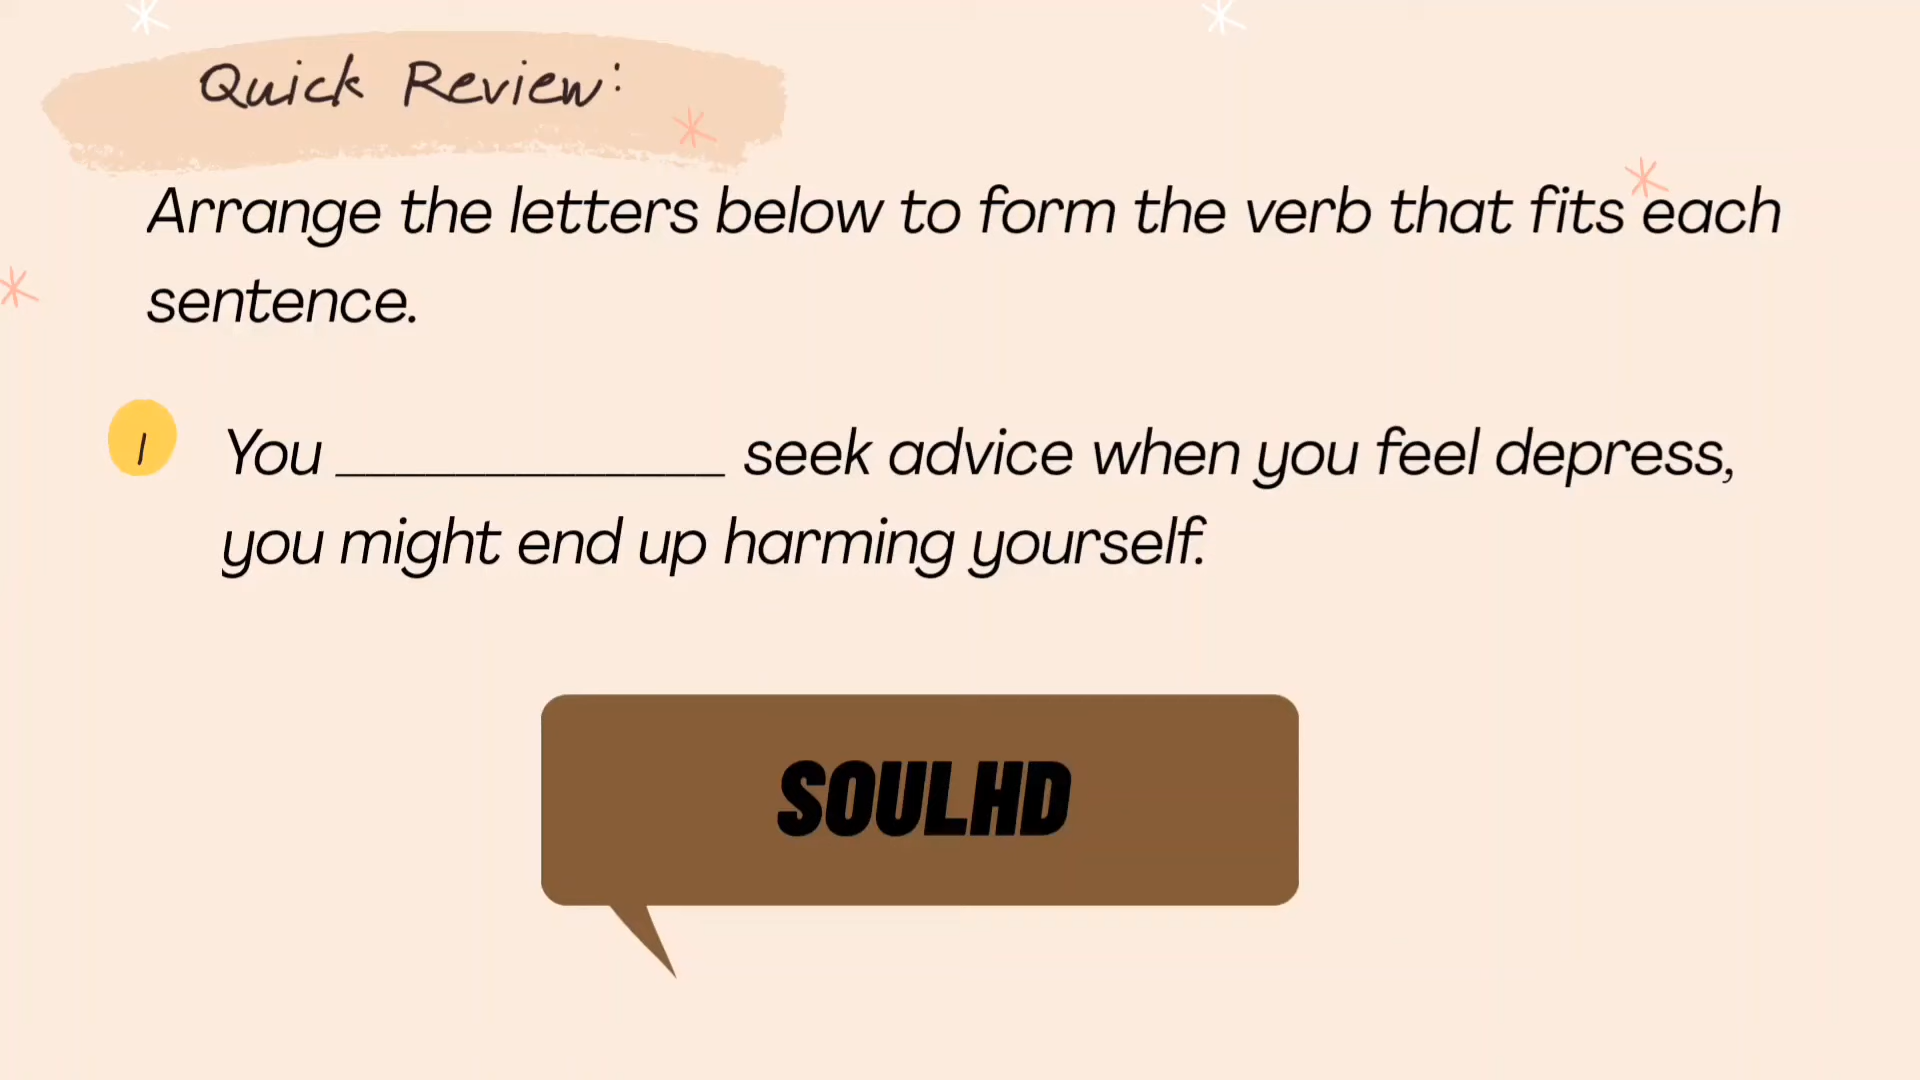 Quick Review:
Arrange the letters below to form the verb that fits each
sentence.
1
You _____________ seek advice when you feel depress,
you might end up harming yourself.
SOULHD